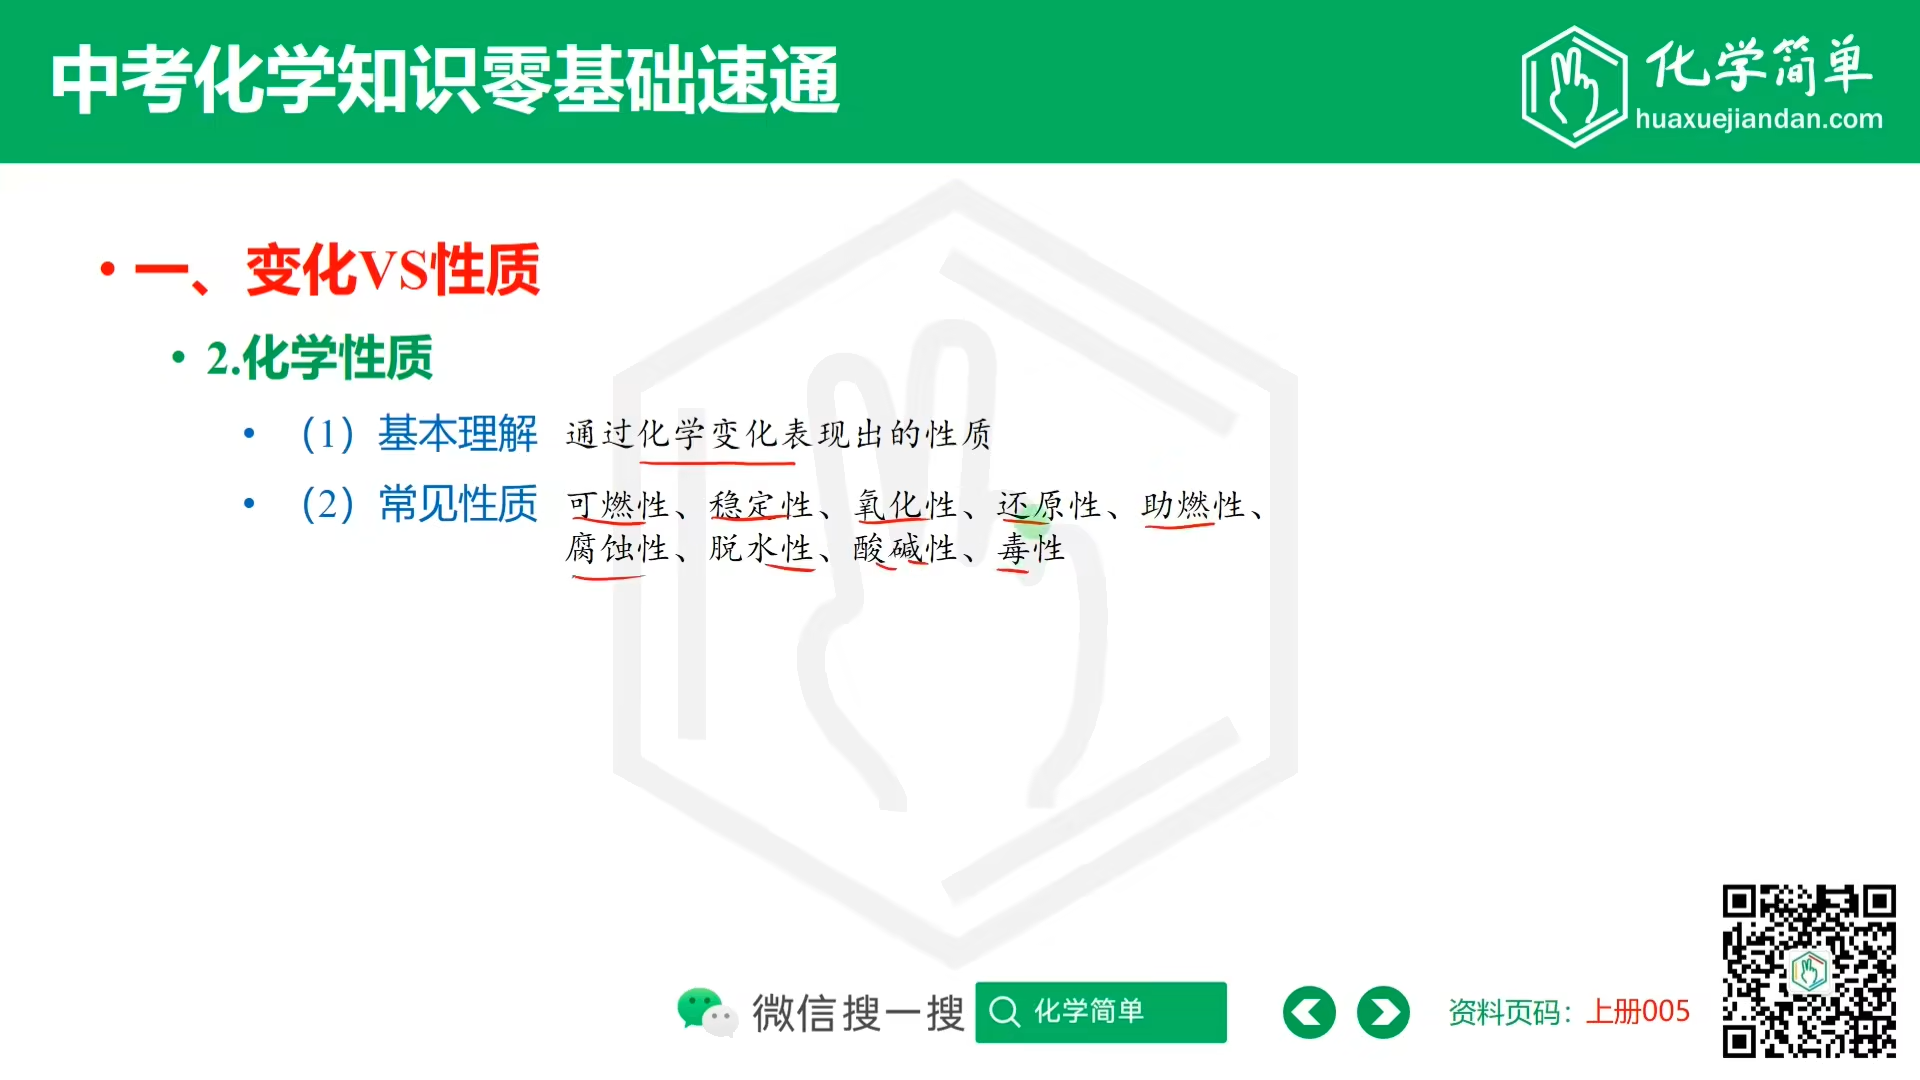 中考化学知识零基础速通
化学简单
huaxuejiandan.com
• 一、变化VS性质
• 2.化学性质
• （1）基本理解 通过化学变化表现出的性质
• （2）常见性质 可燃性、稳定性、氧化性、还原性、助燃性、
腐蚀性、脱水性、酸碱性、毒性
微信搜一搜 化学简单
资料页码：上册005